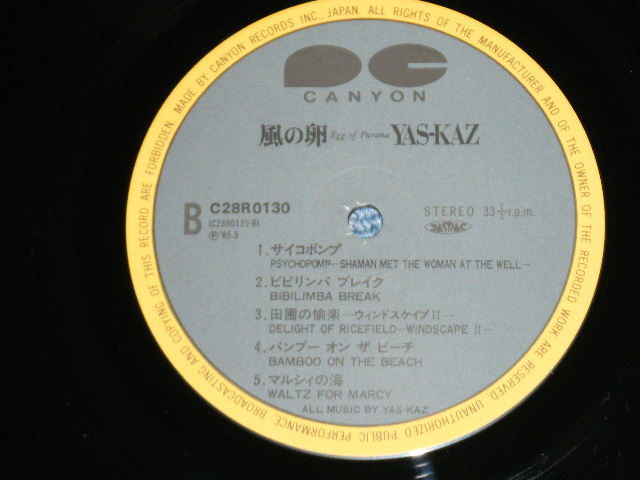 MADE BY CANYON RECORDS INC., JAPAN ALL RIGHTS OF THE MANUFACTURER AND OF THE OWNER OF THE RECORDED WORK ARE RESERVED UNAUTHORIZED PUBLIC PERFORMANCE, BROADCASTING AND COPYING OF THIS RECORD ARE FORBIDDEN.
CANYON
風の卵 Egg of Purana YAS-KAZ
B C28R0130
(C28R0130-B)
Ⓟ'85.5
STEREO 33⅓r.p.m.
1.サイコポンプ
PSYCHOPOMP-SHAMAN MET THE WOMAN AT THE WELL-
2.ビビリンバ ブレイク
BIBILIMBA BREAK
3.田圃の愉楽-ウィンドスケイプII-
DELIGHT OF RICEFIELD-WINDSCAPE II-
4.バンブー オン ザ ビーチ
BAMBOO ON THE BEACH
5.マルシィの海
WALTZ FOR MARCY
ALL MUSIC BY YAS-KAZ